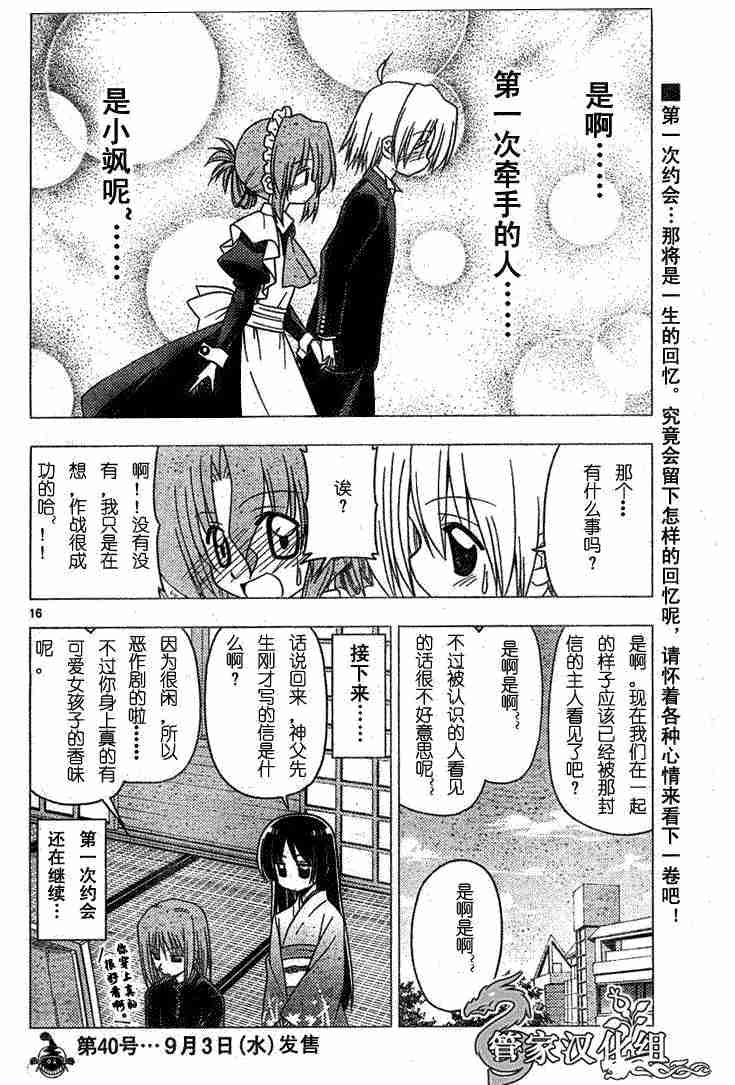 ■第一次约会…那将是一生的回忆。究竟会留下怎样的回忆呢，请怀着各种心情来看下一卷吧！
是啊……
第一次牵手的人……
是小飒呢~……
那个…
有什么事吗？
诶？
啊！！没有没
有，我只是在
想，作战很成
功的哈~！！
16
是啊。现在我们在一起
的样子应该已经被那封
信的主人看见了吧？
是啊是啊~
不过被认识的人看见
的话很不好意思呢~
是啊是啊~
接下来……
话说回来，神父先
生刚才写的信是什
么啊？
因为很闲，所以
恶作剧的啦……
不过你身上真的有
可爱女孩子的香味
呢。
你穿上真的
很好看啊。
第一次约会
还在继续…
第40号…9月3日(水)发售
管家汉化组